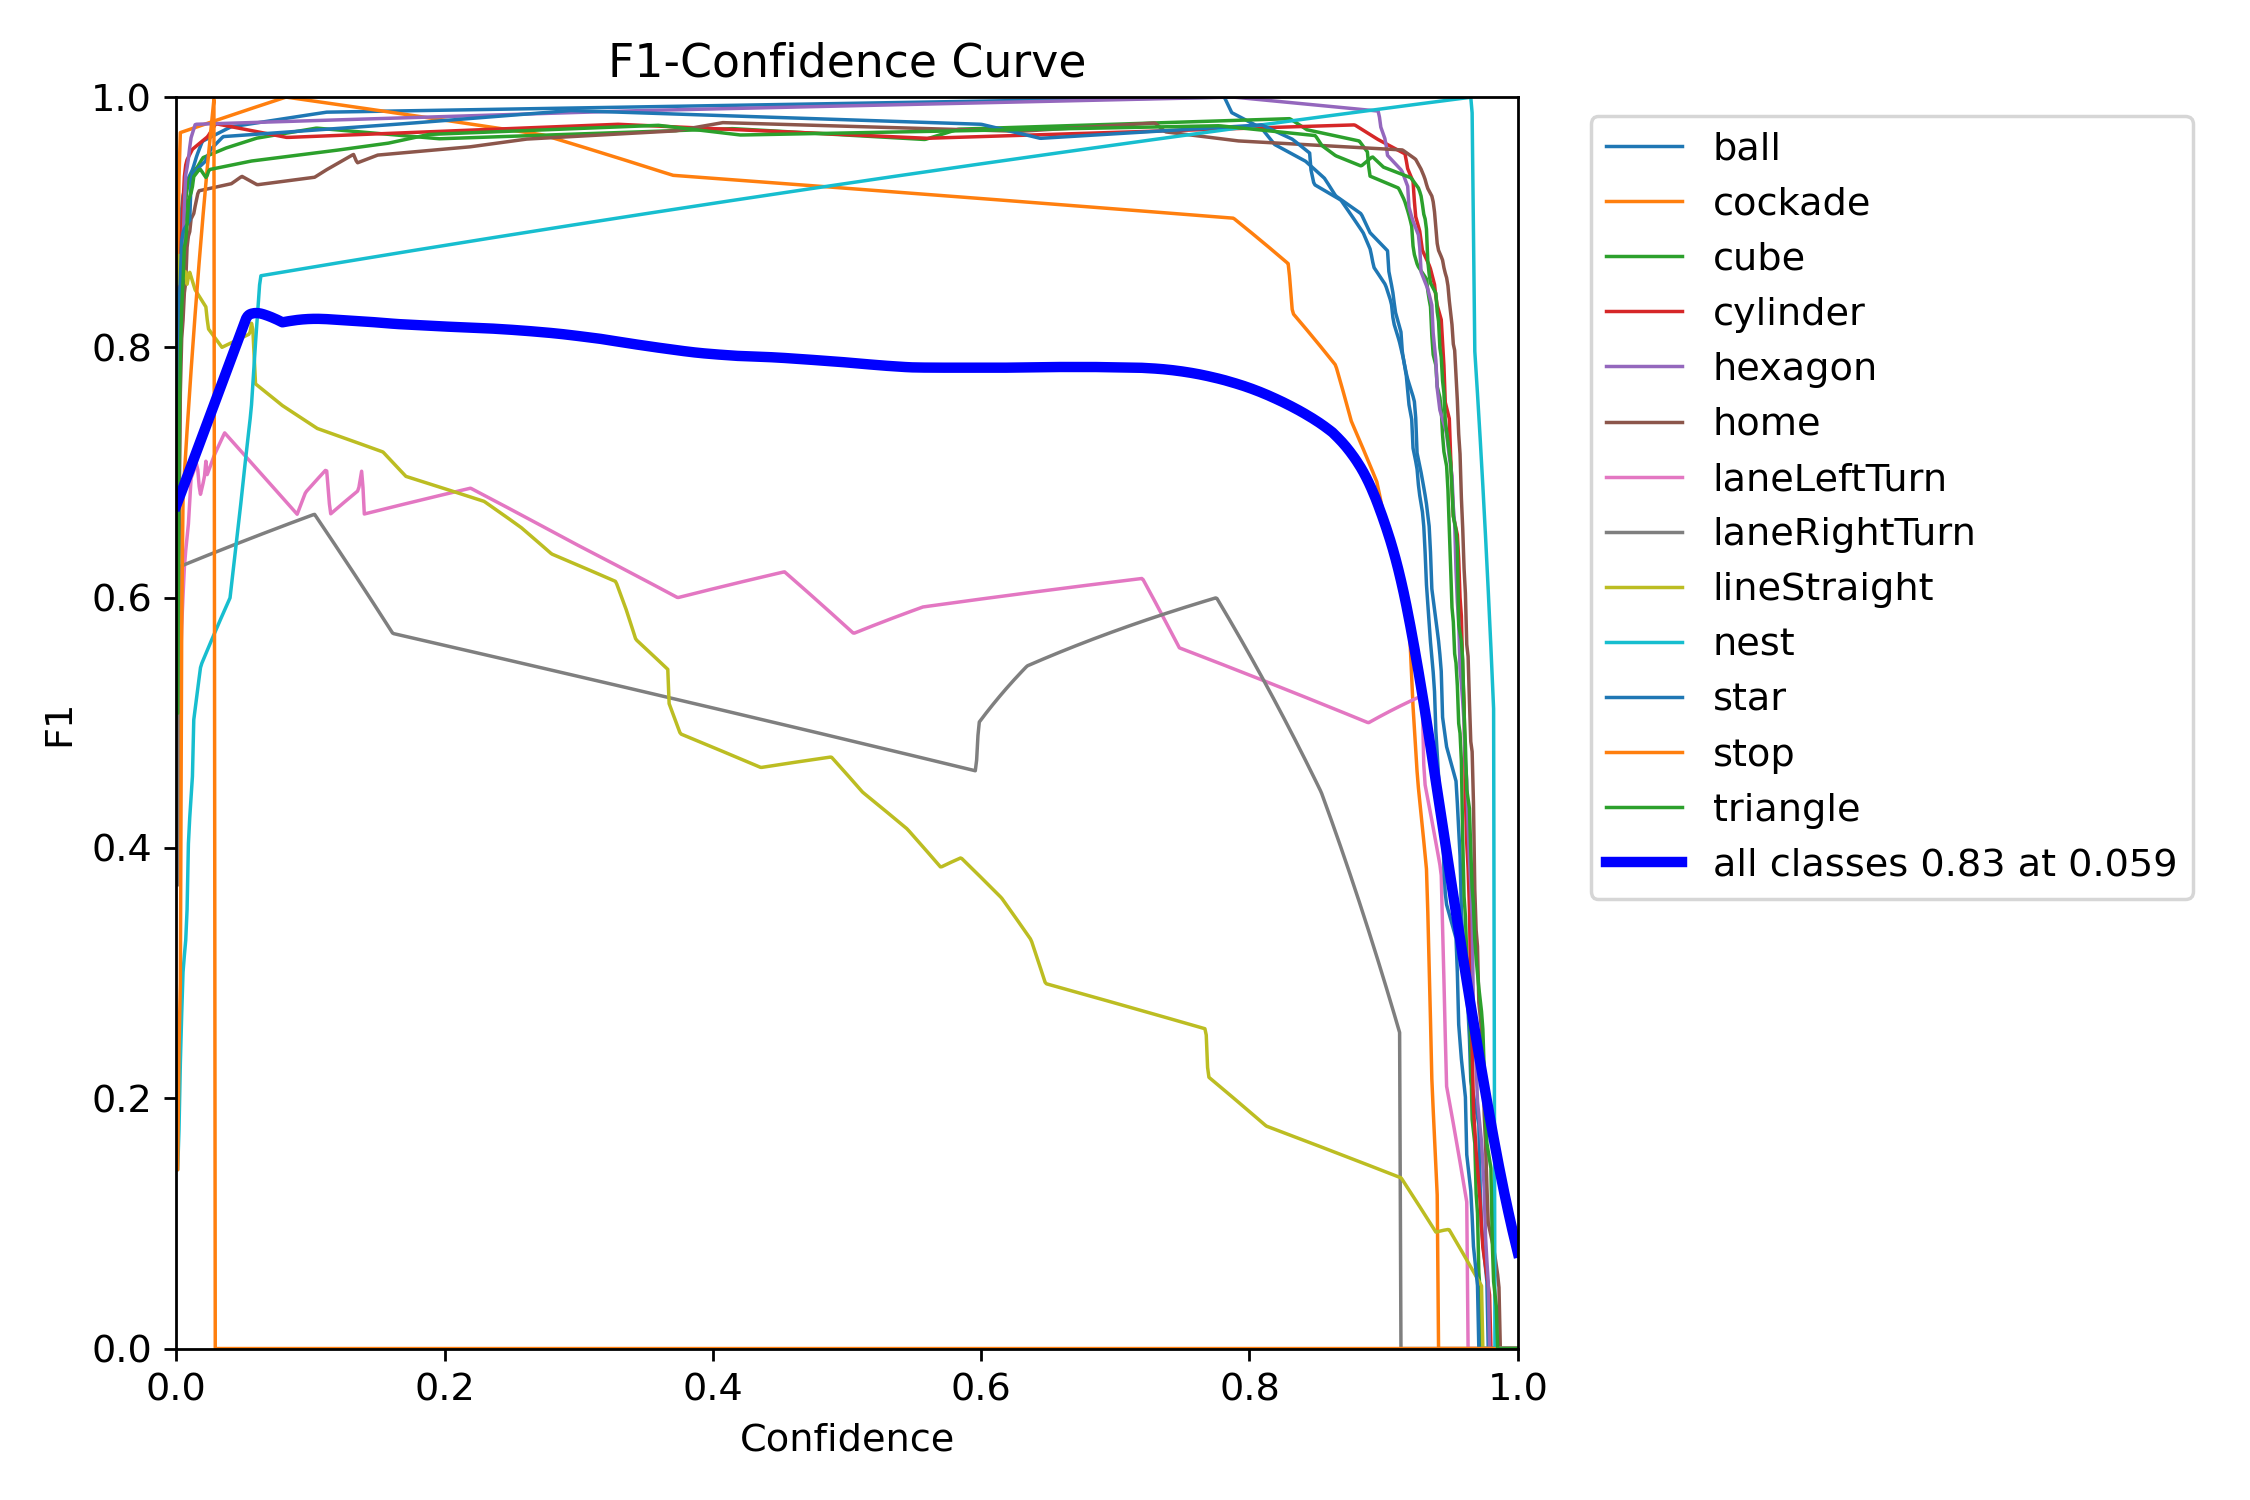 F1-Confidence Curve
1.0
0.8
0.6
0.4
0.2
0.0
F1
0.0 0.2 0.4 0.6 0.8 1.0
Confidence
ball
cockade
cube
cylinder
hexagon
home
laneLeftTurn
laneRightTurn
lineStraight
nest
star
stop
triangle
all classes 0.83 at 0.059